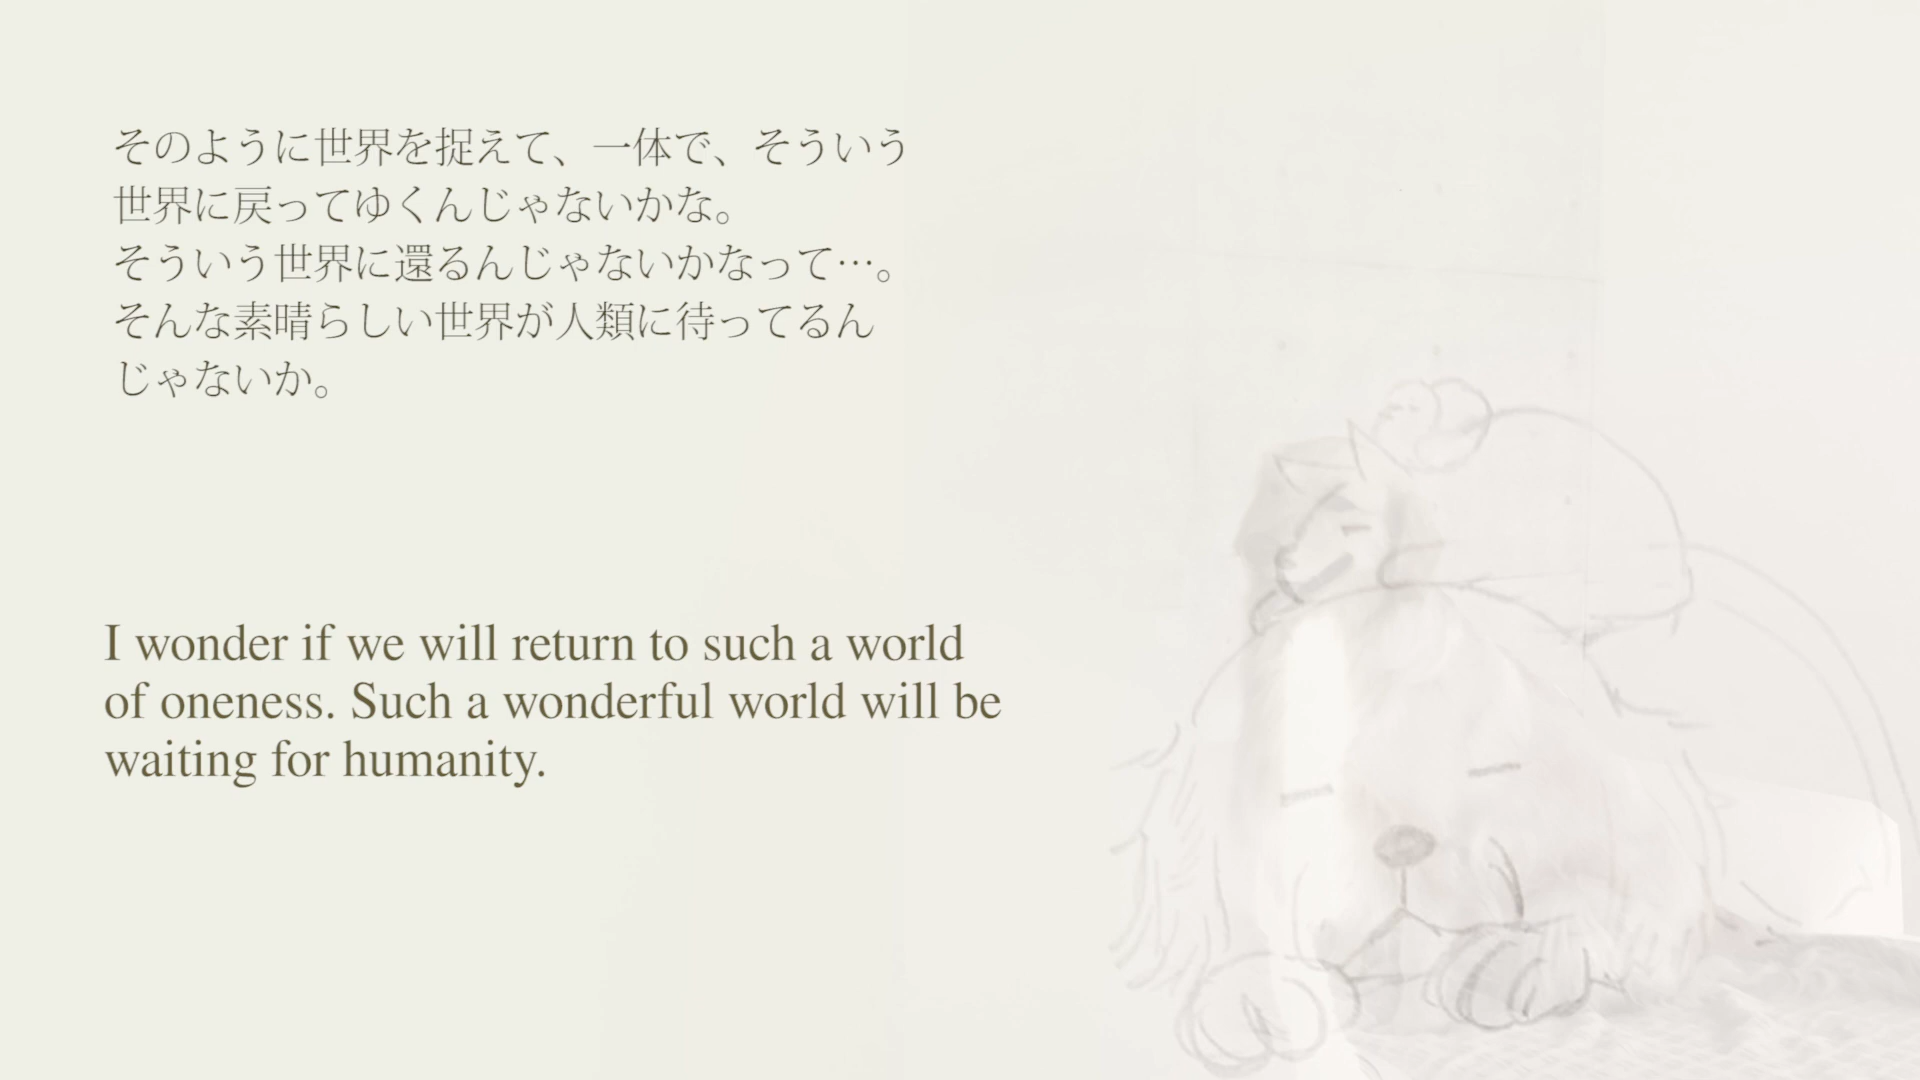 そのように世界を捉えて、一体で、そういう
世界に戻ってゆくんじゃないかな。
そういう世界に還るんじゃないかなって…。
そんな素晴らしい世界が人類に待ってるん
じゃないか。
I wonder if we will return to such a world
of oneness. Such a wonderful world will be
waiting for humanity.